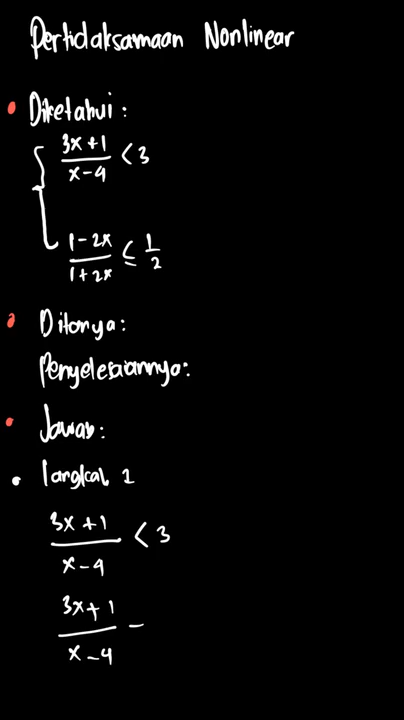 Pertidaksamaan Nonlinear
• Diketahui:
{ (3x+1)/(x-4) < 3
(1-2x)/(1+2x) ≤ 1/2
• Ditanya:
Penyelesaiannya:
• Jawab:
• langkah 1
(3x+1)/(x-4) < 3
(3x+1)/(x-4) -